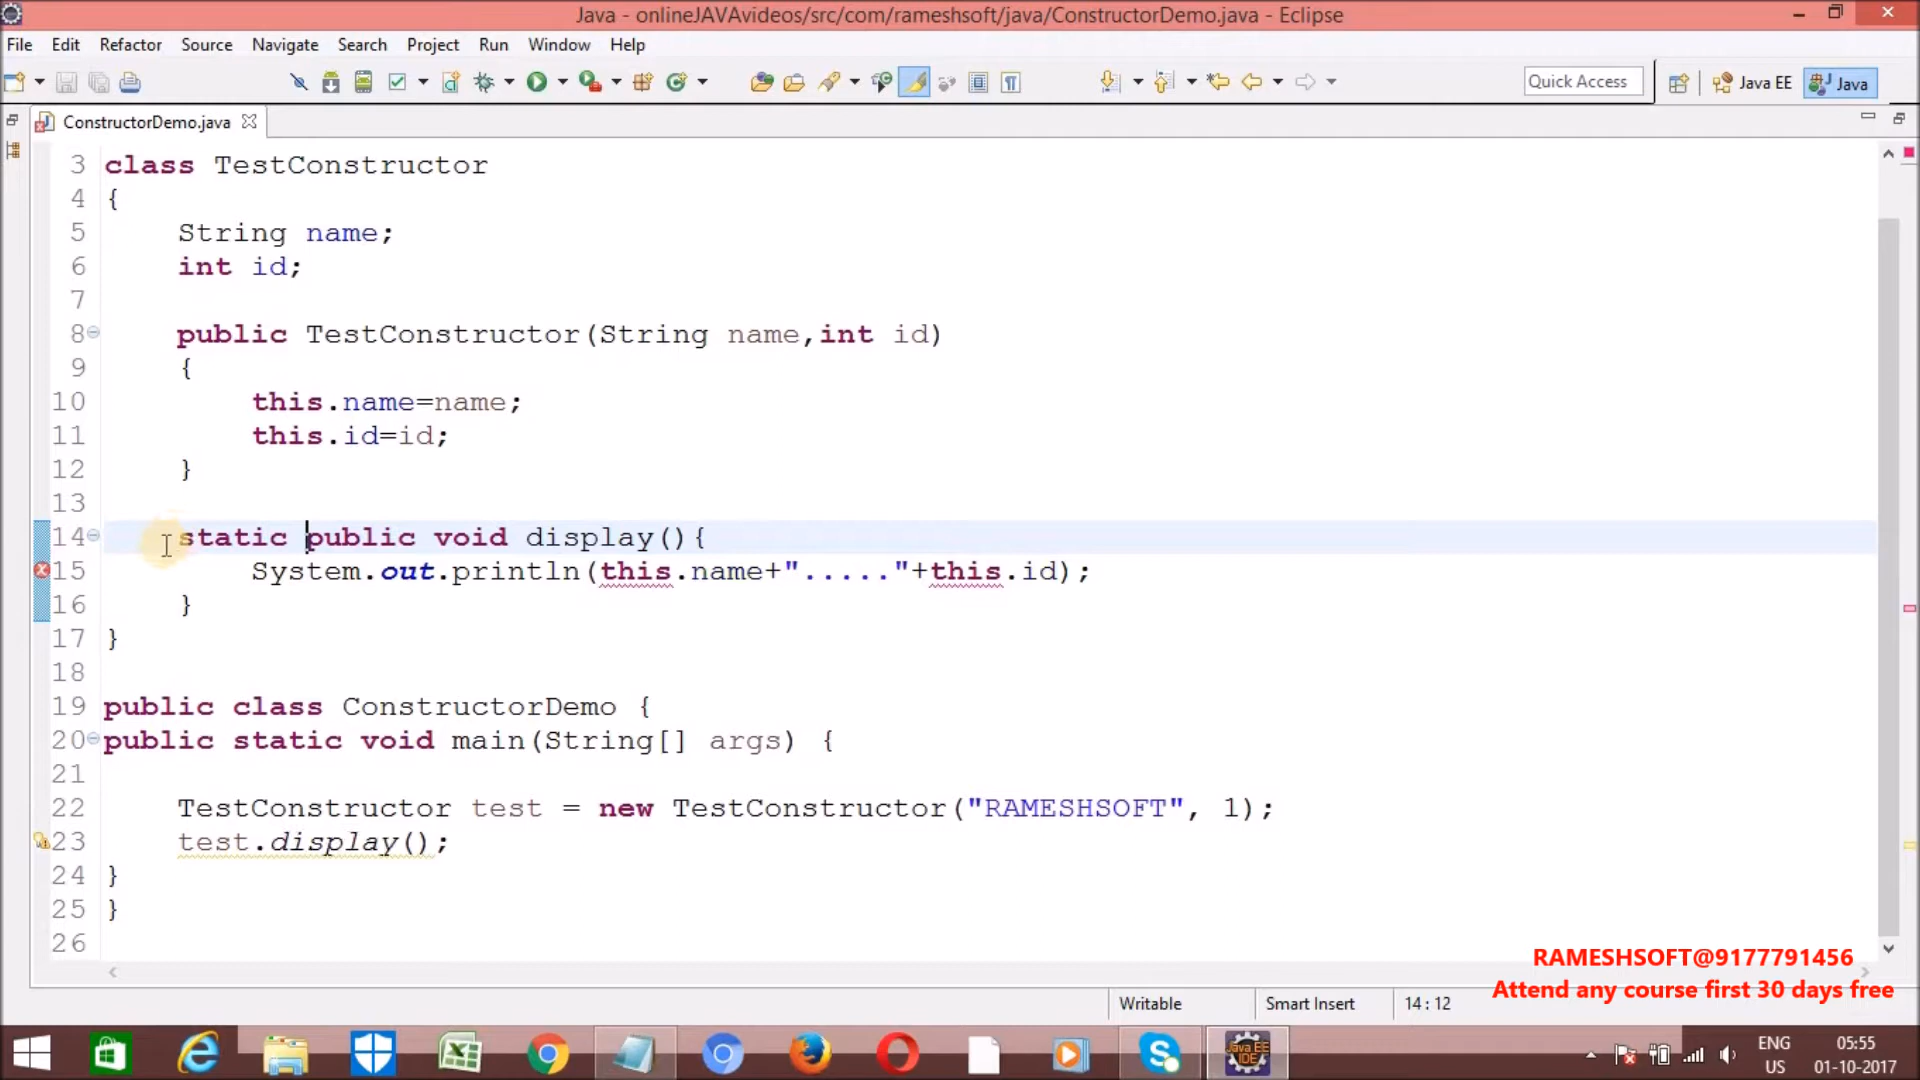 Java - onlineJAVAvideos/src/com/rameshsoft/java/ConstructorDemo.java - Eclipse
File Edit Refactor Source Navigate Search Project Run Window Help
Quick Access Java EE Java
ConstructorDemo.java
3 class TestConstructor
4 {
5 String name;
6 int id;
7
8 public TestConstructor(String name,int id)
9 {
10 this.name=name;
11 this.id=id;
12 }
13
14 static public void display(){
15 System.out.println(this.name+"....."+this.id);
16 }
17 }
18
19 public class ConstructorDemo {
20 public static void main(String[] args) {
21
22 TestConstructor test = new TestConstructor("RAMESHSOFT", 1);
23 test.display();
24 }
25 }
26
RAMESHSOFT@9177791456
Attend any course first 30 days free
Writable Smart Insert 14 : 12
Java EE
IDE
ENG 05:55
US 01-10-2017